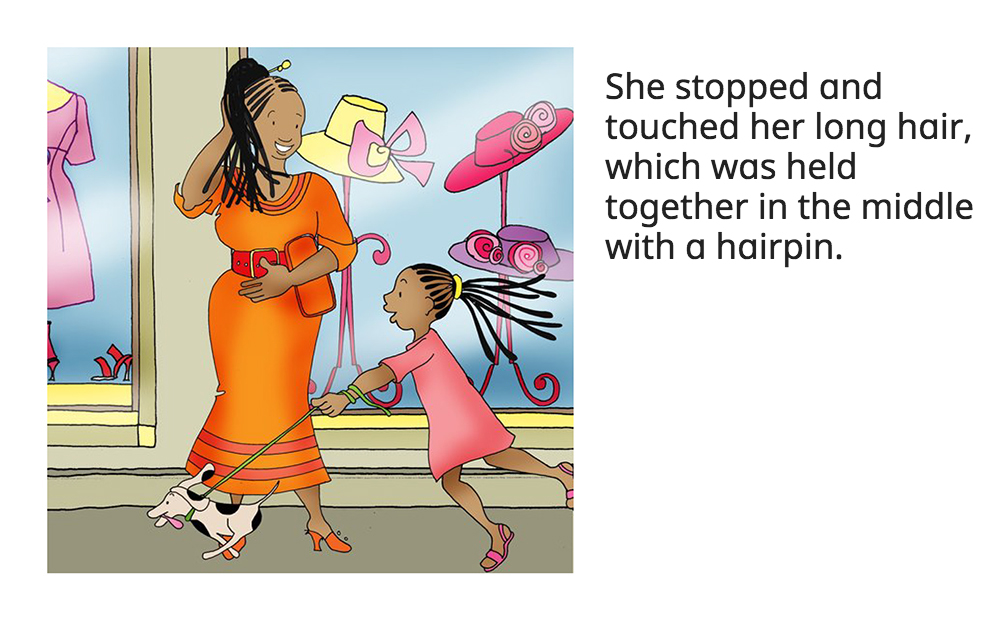 She stopped and
touched her long hair,
which was held
together in the middle
with a hairpin.